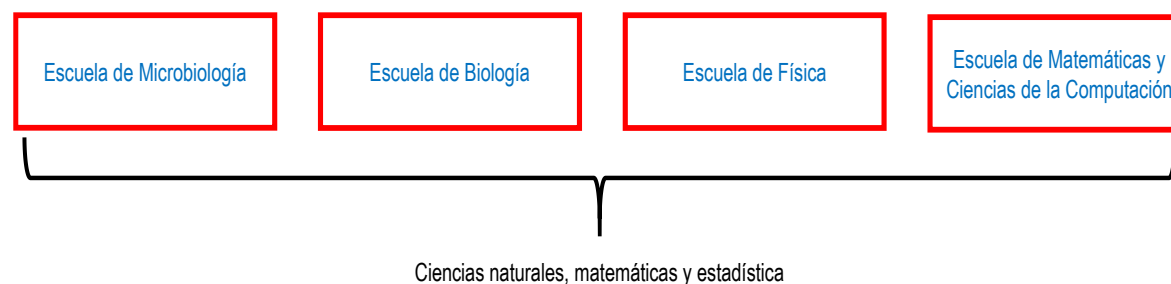 Escuela de Microbiología
Escuela de Biología
Escuela de Física
Escuela de Matemáticas y
Ciencias de la Computación
Ciencias naturales, matemáticas y estadística